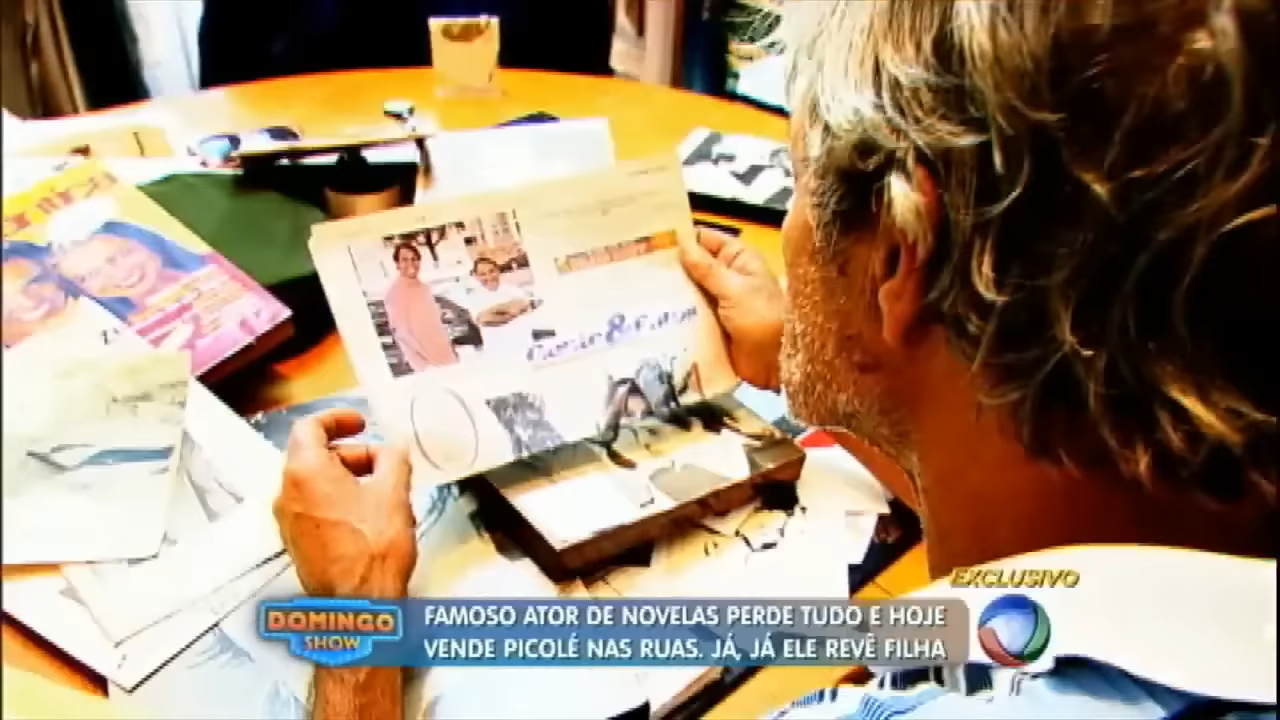 EXCLUSIVO
DOMINGO
SHOW
FAMOSO ATOR DE NOVELAS PERDE TUDO E HOJE
VENDE PICOLÉ NAS RUAS. JÁ, JÁ ELE REVÊ FILHA